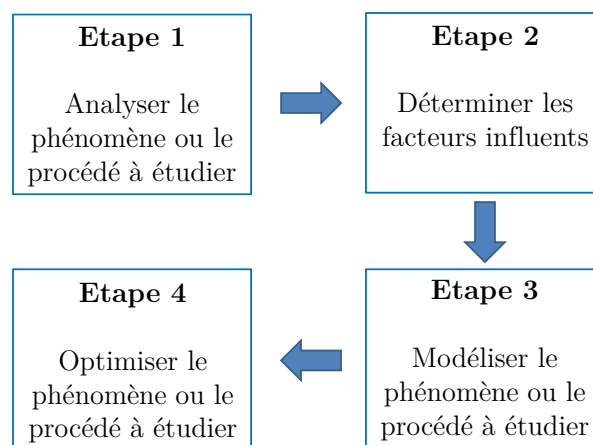 Etape 1
Analyser le
phénomène ou le
procédé à étudier
Etape 2
Déterminer les
facteurs influents
Etape 3
Modéliser le
phénomène ou le
procédé à étudier
Etape 4
Optimiser le
phénomène ou le
procédé à étudier